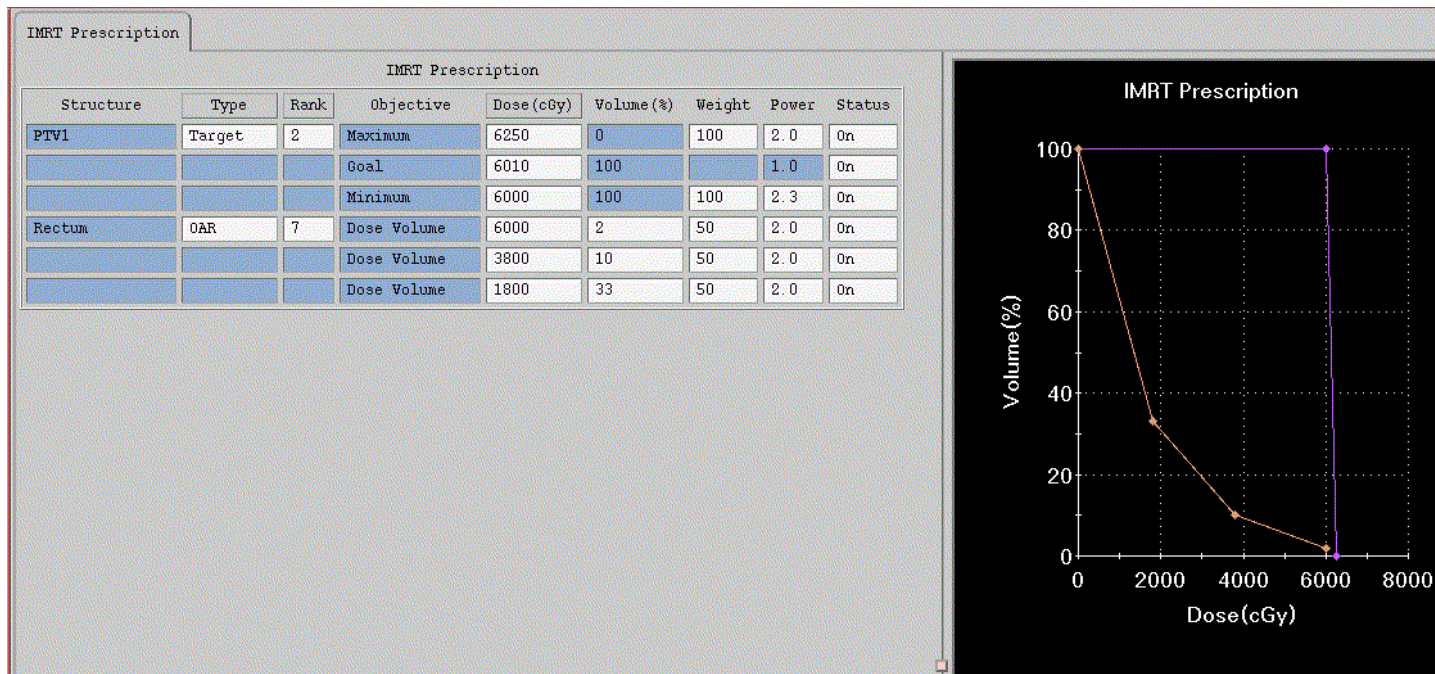 IMRT Prescription
IMRT Prescription
Structure Type Rank Objective Dose(cGy) Volume(%) Weight Power Status
PTV1 Target 2 Maximum 6250 0 100 2.0 On
Goal 6010 100 1.0 On
Minimum 6000 100 100 2.3 On
Rectum OAR 7 Dose Volume 6000 2 50 2.0 On
Dose Volume 3800 10 50 2.0 On
Dose Volume 1800 33 50 2.0 On
IMRT Prescription
100
80
60
40
20
0
Volume(%)
0 2000 4000 6000 8000
Dose(cGy)